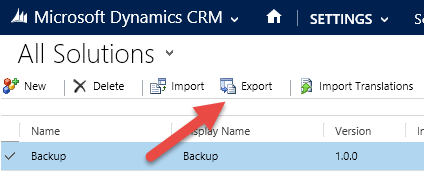 Microsoft Dynamics CRM SETTINGS
All Solutions
New Delete Import Export Import Translations
Name Display Name Version
Backup Backup 1.0.0